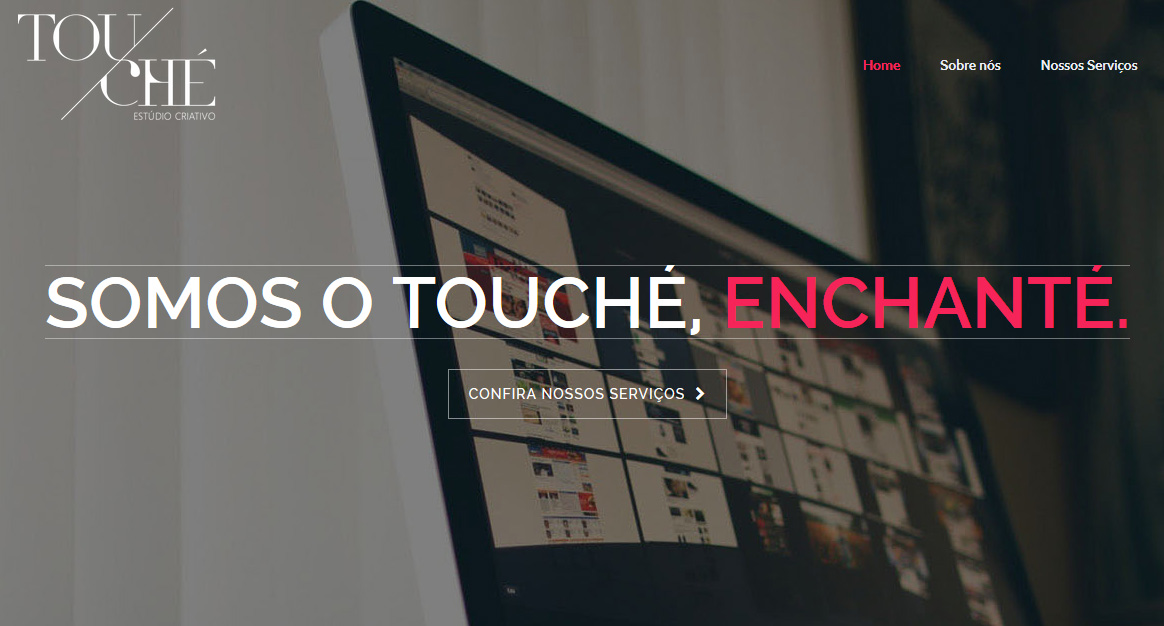 TOU
CHÉ
ESTÚDIO CRIATIVO
Home Sobre nós Nossos Serviços
SOMOS O TOUCHÉ, ENCHANTÉ.
CONFIRA NOSSOS SERVIÇOS